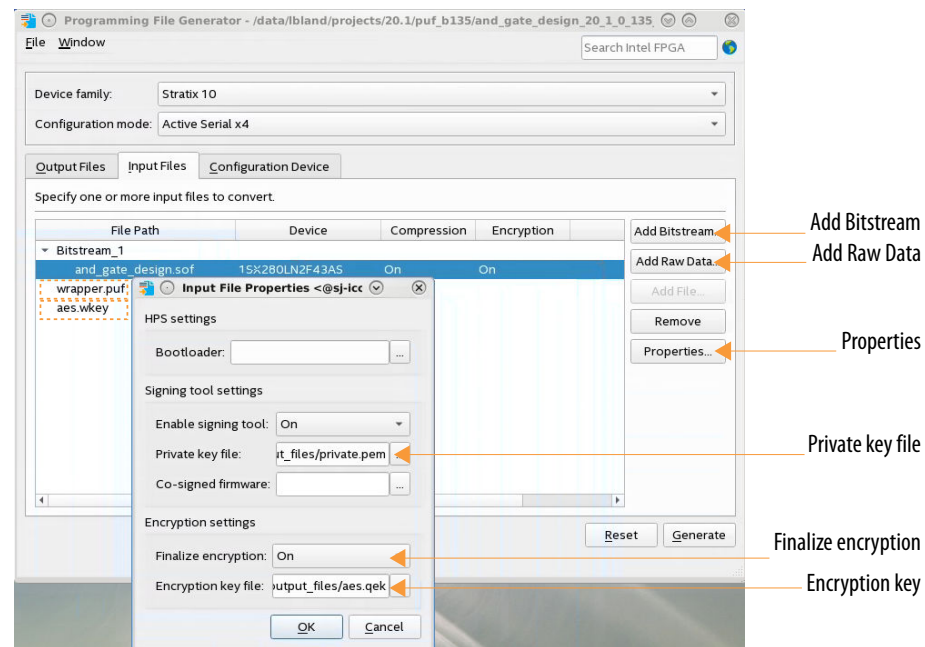 Programming File Generator - /data/lbland/projects/20.1/puf_b135/and_gate_design_20_1_0_135
File Window
Search Intel FPGA
Device family: Stratix 10
Configuration mode: Active Serial x4
Output Files Input Files Configuration Device
Specify one or more input files to convert.
File Path Device Compression Encryption
Add Bitstream
Add Bitstream
Bitstream_1
Add Raw Data..
Add Raw Data
and_gate_design.sof 1SX280LN2F43AS On On
wrapper.puf
Input File Properties <@sj-icc
Add File...
aes.wkey
HPS settings
Remove
Bootloader: ...
Properties...
Properties
Signing tool settings
Enable signing tool: On
Private key file: ut_files/private.pem
Private key file
Co-signed firmware: ...
Encryption settings
Reset Generate
Finalize encryption: On
Finalize encryption
Encryption key file: output_files/aes.qek
Encryption key
OK Cancel